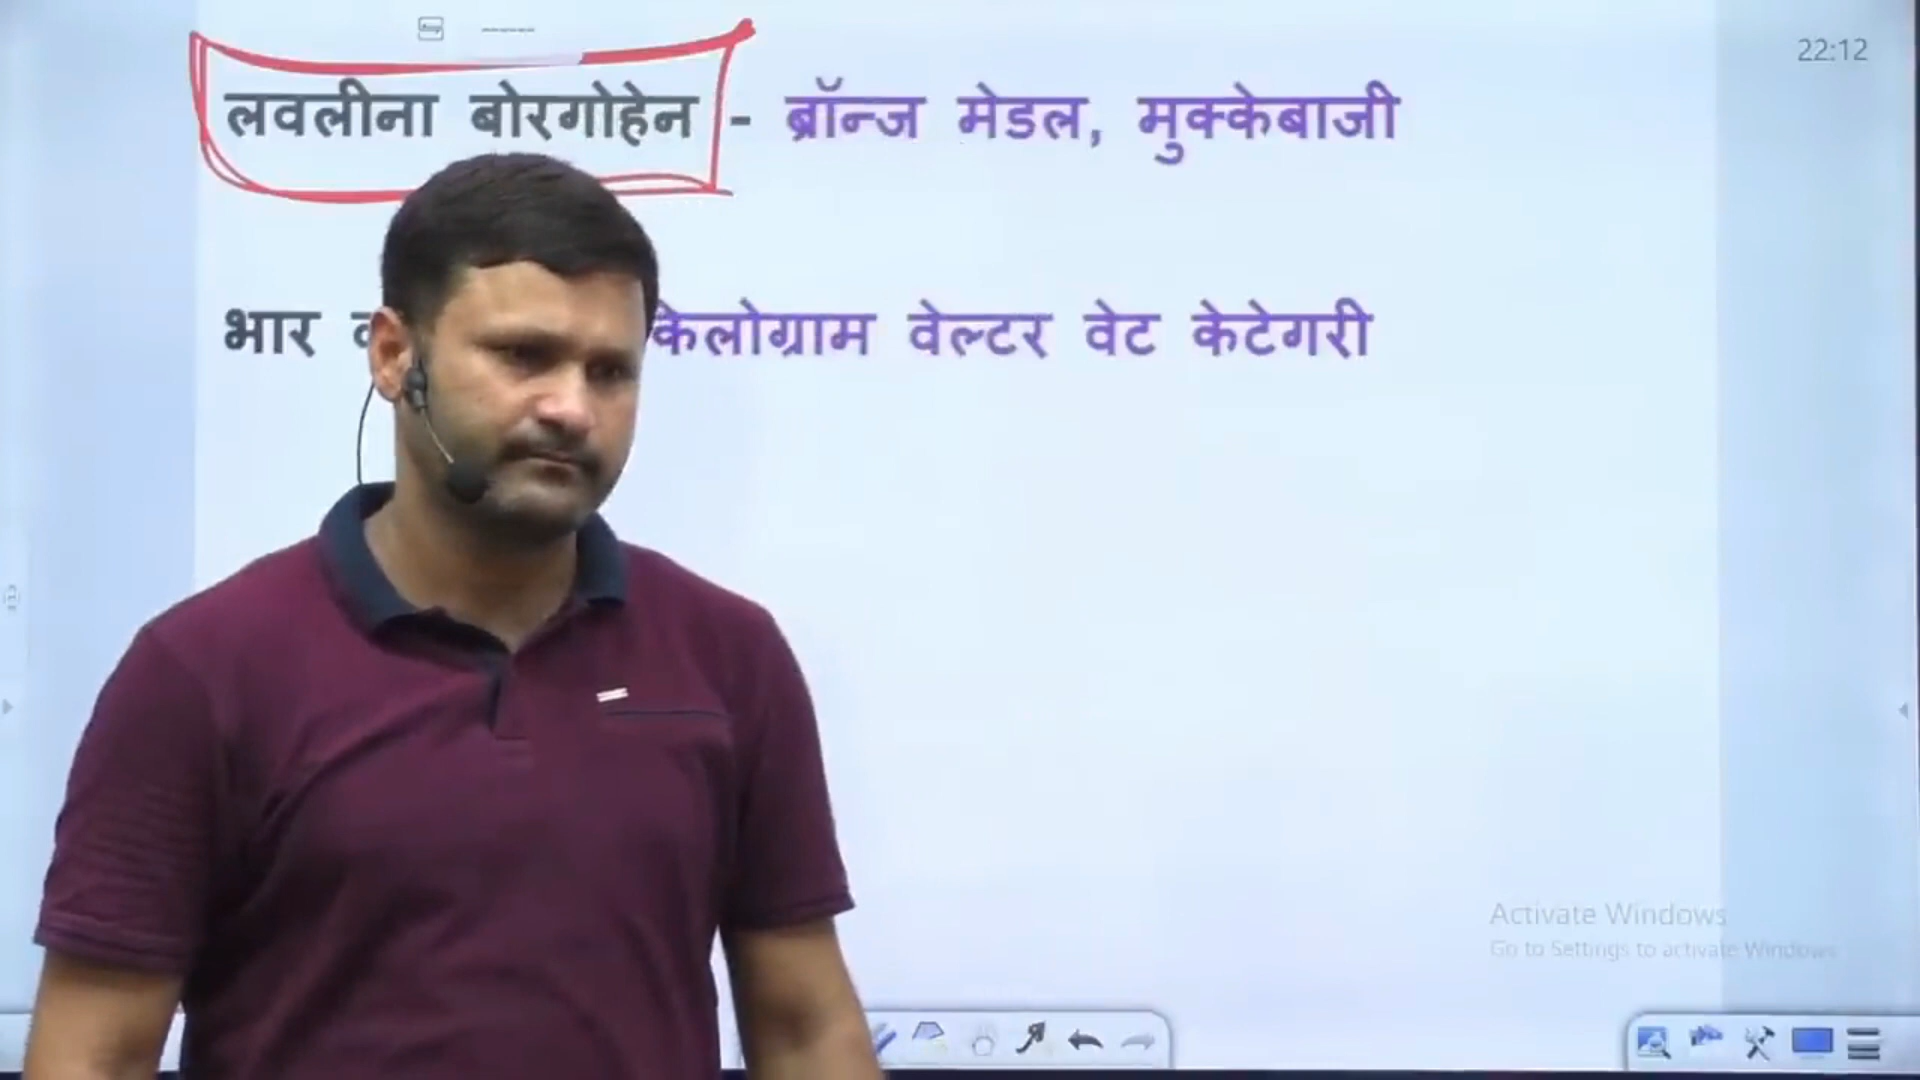 22:12
लवलीना बोरगोहेन - ब्रॉन्ज मेडल, मुक्केबाजी
भार किलोग्राम वेल्टर वेट केटेगरी
Activate Windows
Go to Settings to activate Windows